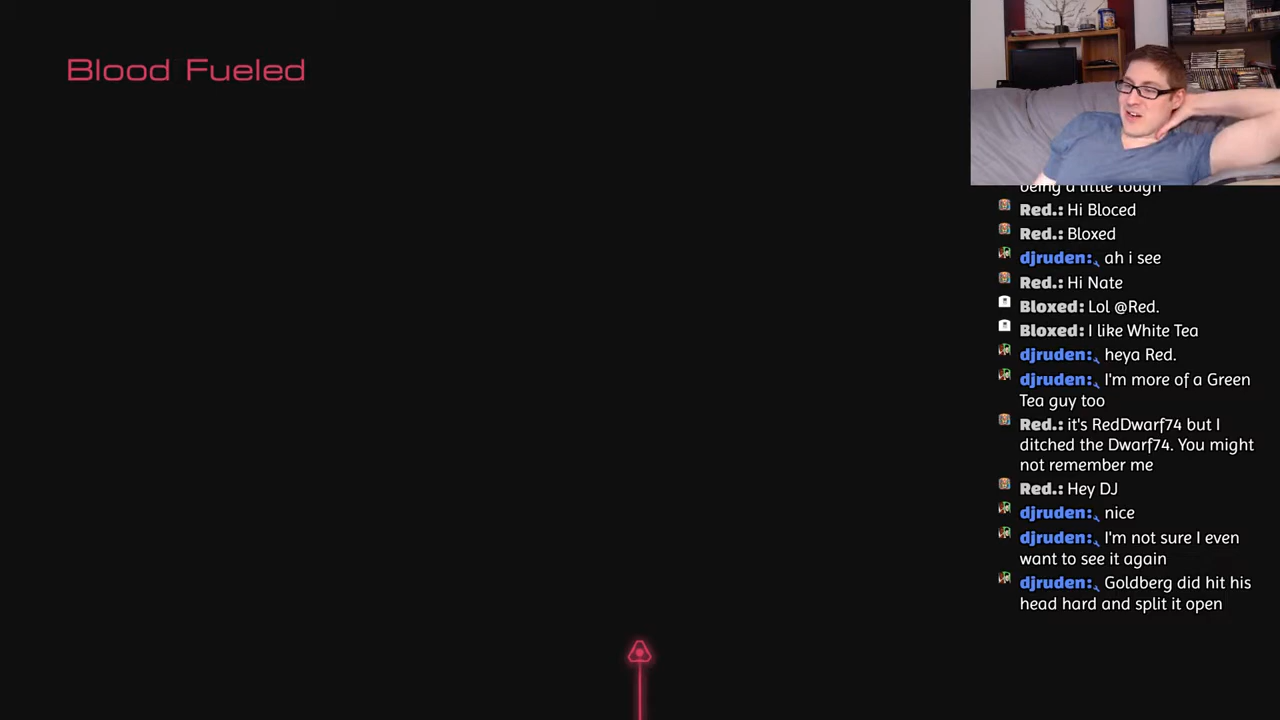 Blood Fueled
being a little tough
Red.: Hi Bloced
Red.: Bloxed
djruden: ah i see
Red.: Hi Nate
Bloxed: Lol @Red.
Bloxed: I like White Tea
djruden: heya Red.
djruden: I'm more of a Green
Tea guy too
Red.: it's RedDwarf74 but I
ditched the Dwarf74. You might
not remember me
Red.: Hey DJ
djruden: nice
djruden: I'm not sure I even
want to see it again
djruden: Goldberg did hit his
head hard and split it open